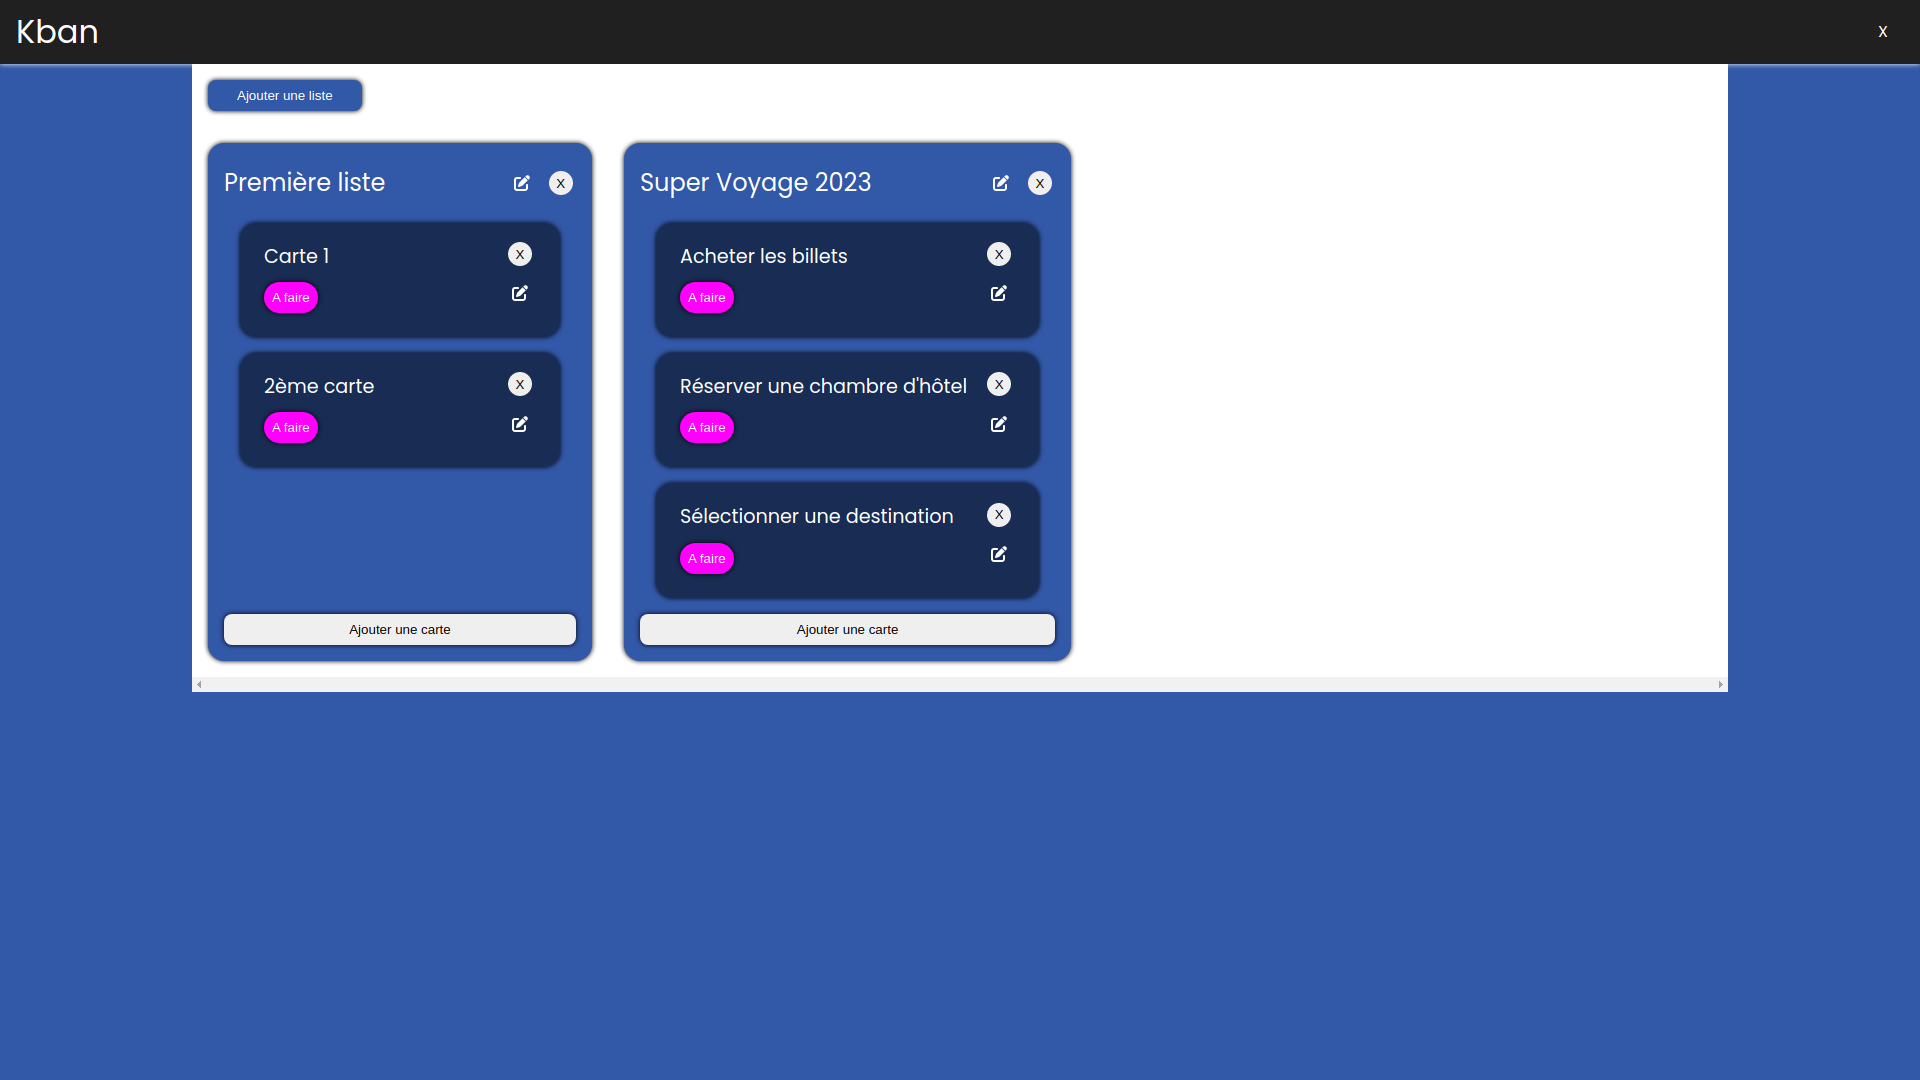 Kban
X
Ajouter une liste
Première liste
X
Carte 1
X
A faire
2ème carte
X
A faire
Ajouter une carte
Super Voyage 2023
X
Acheter les billets
X
A faire
Réserver une chambre d'hôtel
X
A faire
Sélectionner une destination
X
A faire
Ajouter une carte